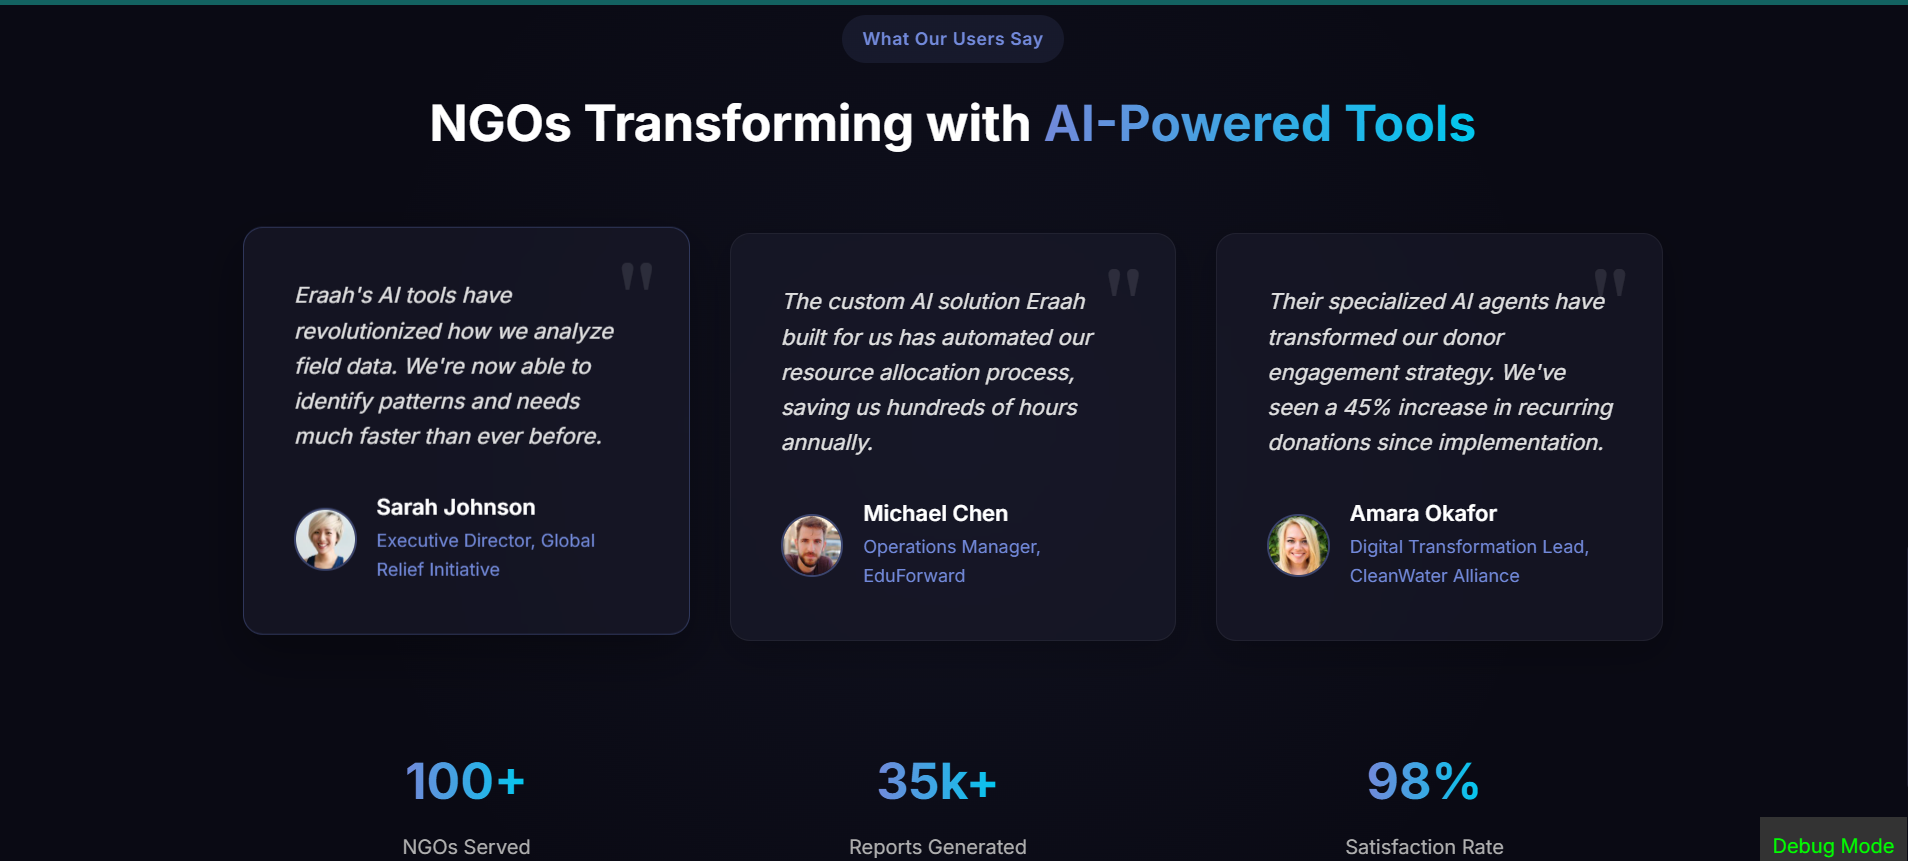 What Our Users Say
NGOs Transforming with AI-Powered Tools
"
Eraah's AI tools have
revolutionized how we analyze
field data. We're now able to
identify patterns and needs
much faster than ever before.
Sarah Johnson
Executive Director, Global
Relief Initiative
"
The custom AI solution Eraah
built for us has automated our
resource allocation process,
saving us hundreds of hours
annually.
Michael Chen
Operations Manager,
EduForward
"
Their specialized AI agents have
transformed our donor
engagement strategy. We've
seen a 45% increase in recurring
donations since implementation.
Amara Okafor
Digital Transformation Lead,
CleanWater Alliance
100+
NGOs Served
35k+
Reports Generated
98%
Satisfaction Rate
Debug Mode